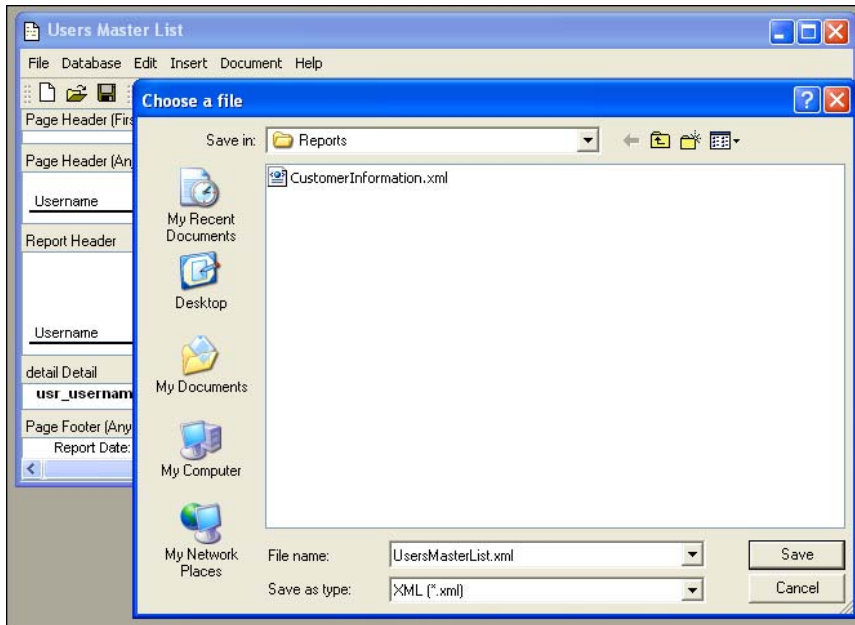 Users Master List
File Database Edit Insert Document Help
Choose a file
Page Header (Firs
Save in: Reports
Page Header (Any
CustomerInformation.xml
Username
My Recent
Documents
Report Header
Desktop
Username
detail Detail
My Documents
usr_usernam
Page Footer (Any
Report Date:
My Computer
My Network
Places
File name: UsersMasterList.xml Save
Save as type: XML (*.xml) Cancel